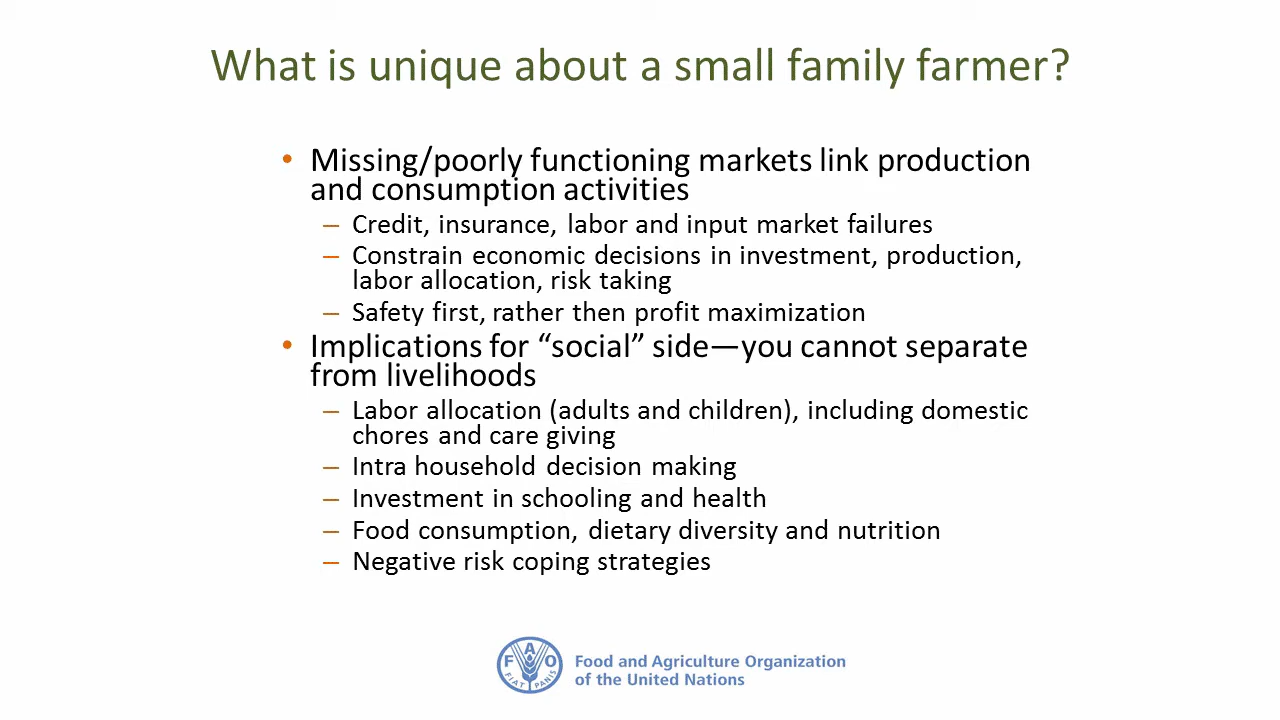 What is unique about a small family farmer?
• Missing/poorly functioning markets link production
and consumption activities
– Credit, insurance, labor and input market failures
– Constrain economic decisions in investment, production,
labor allocation, risk taking
– Safety first, rather then profit maximization
• Implications for “social” side—you cannot separate
from livelihoods
– Labor allocation (adults and children), including domestic
chores and care giving
– Intra household decision making
– Investment in schooling and health
– Food consumption, dietary diversity and nutrition
– Negative risk coping strategies
F A O
FIAT PANIS
Food and Agriculture Organization
of the United Nations